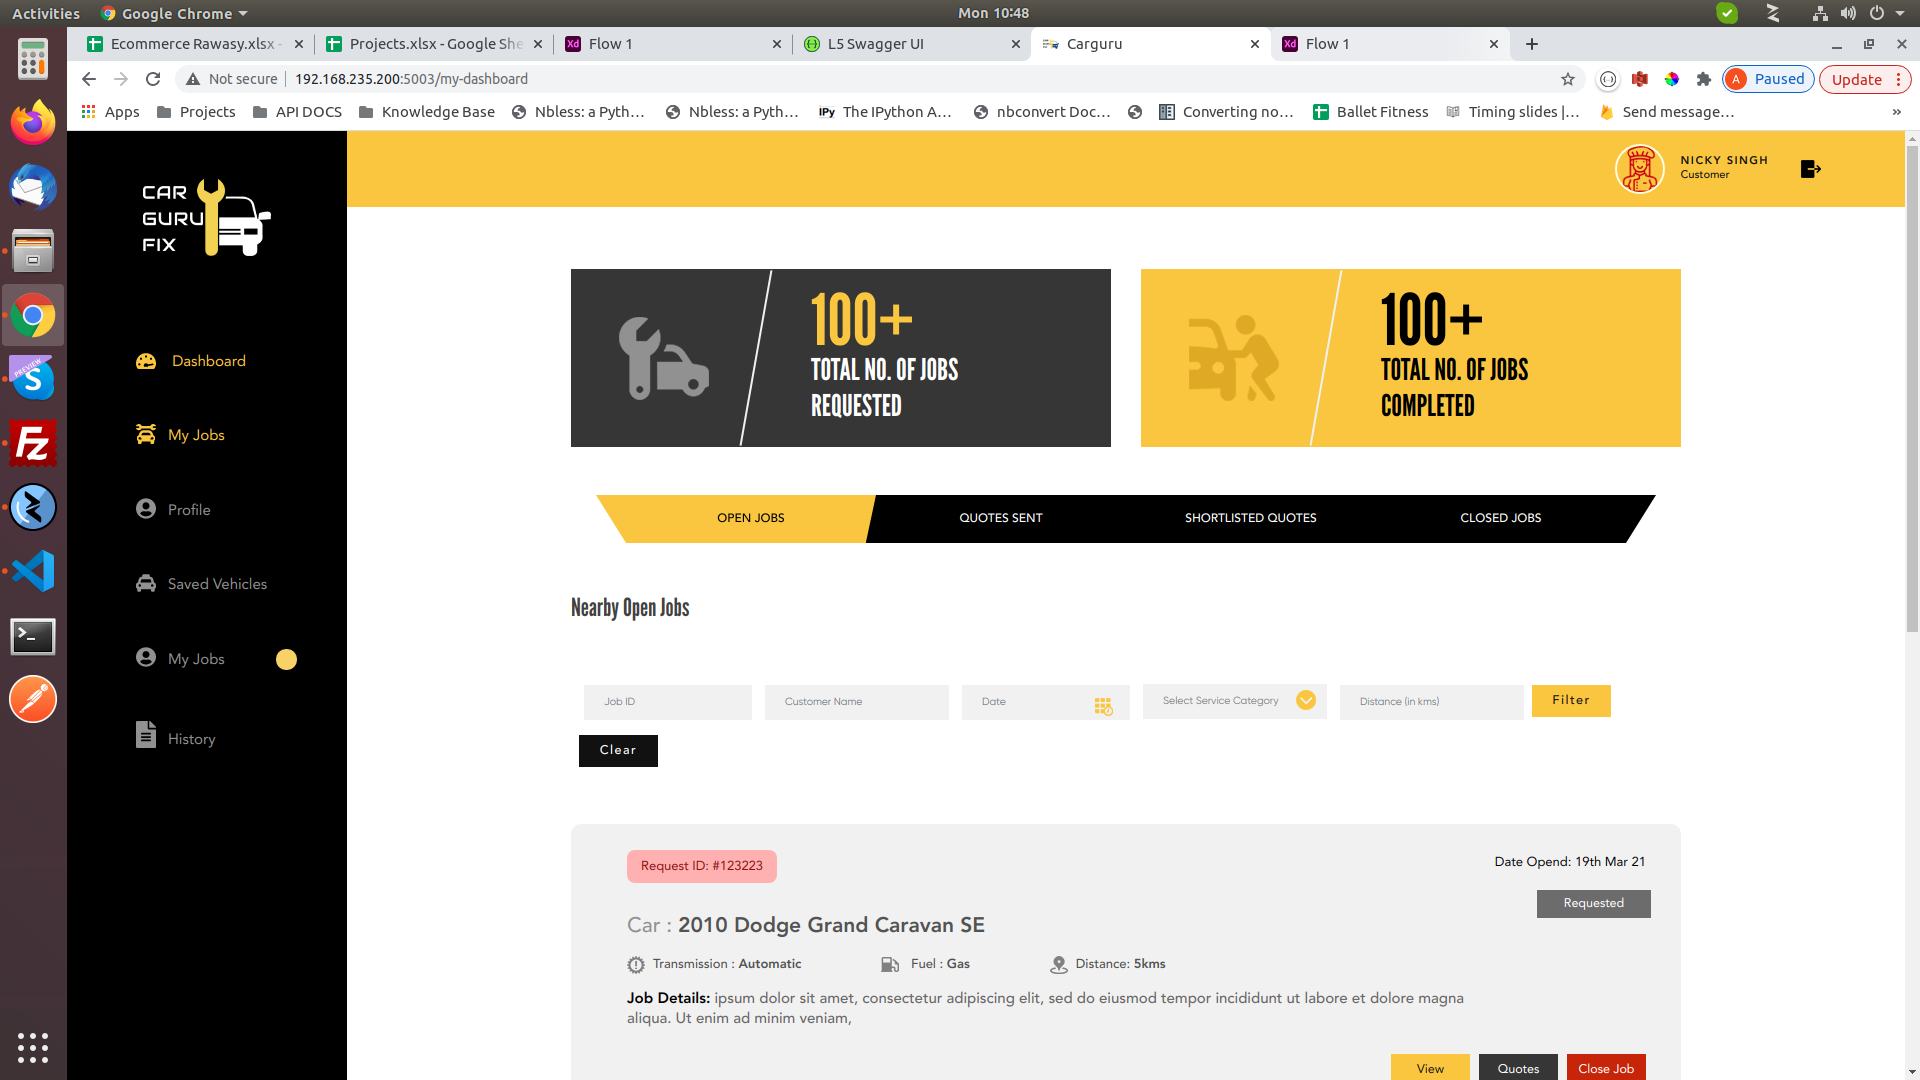 Activities
Google Chrome
Mon 10:48
Ecommerce Rawasy.xlsx -
Projects.xlsx - Google She
Flow 1
L5 Swagger UI
Carguru
Flow 1
Not secure
192.168.235.200:5003/my-dashboard
A
Paused
Update
Apps
Projects
API DOCS
Knowledge Base
Nbless: a Pyth...
Nbless: a Pyth...
IPy
The IPython A...
nbconvert Doc...
Converting no...
Ballet Fitness
Timing slides |...
Send message...
»
CAR
GURU
FIX
NICKY SINGH
Customer
Dashboard
My Jobs
Profile
Saved Vehicles
My Jobs
History
100+
TOTAL NO. OF JOBS
REQUESTED
100+
TOTAL NO. OF JOBS
COMPLETED
OPEN JOBS
QUOTES SENT
SHORTLISTED QUOTES
CLOSED JOBS
Nearby Open Jobs
Job ID
Customer Name
Date
Select Service Category
Distance (in kms)
Filter
Clear
Request ID: #123223
Date Opend: 19th Mar 21
Requested
Car : 2010 Dodge Grand Caravan SE
Transmission : Automatic
Fuel : Gas
Distance: 5kms
Job Details: ipsum dolor sit amet, consectetur adipiscing elit, sed do eiusmod tempor incididunt ut labore et dolore magna
aliqua. Ut enim ad minim veniam,
View
Quotes
Close Job
PREVIEW
S
Fz
Xd
Xd